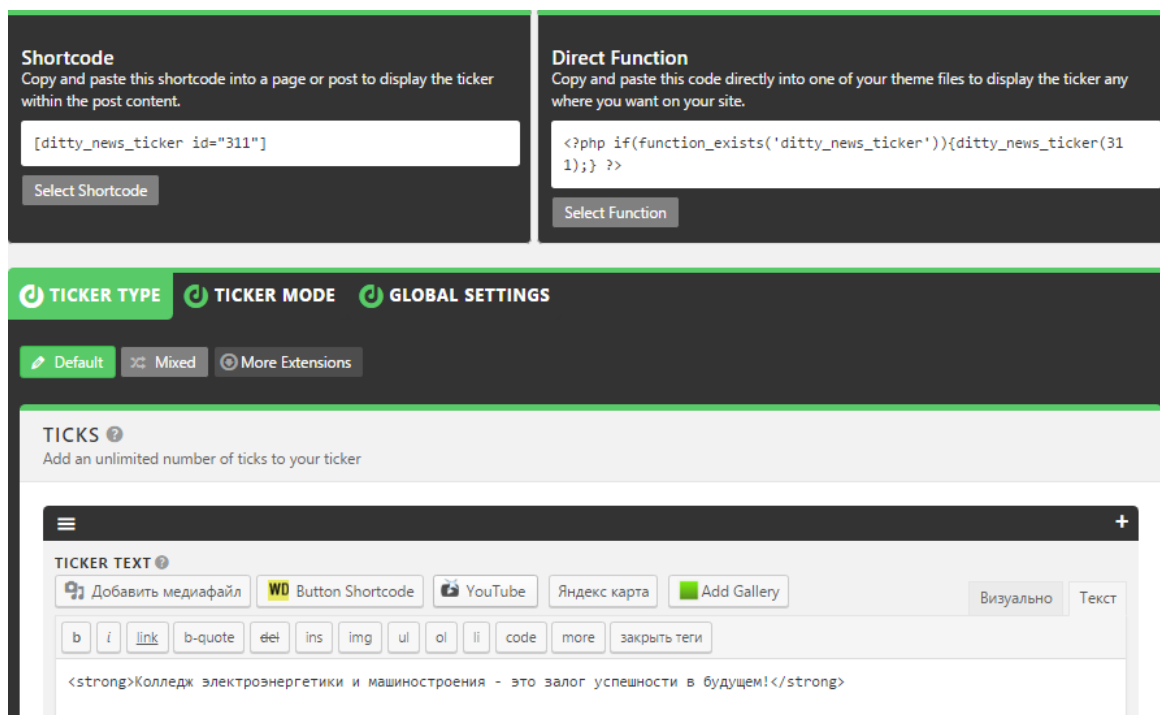 Shortcode
Copy and paste this shortcode into a page or post to display the ticker
within the post content.
[ditty_news_ticker id="311"]
Select Shortcode
Direct Function
Copy and paste this code directly into one of your theme files to display the ticker any
where you want on your site.
<?php if(function_exists('ditty_news_ticker')){ditty_news_ticker(31
1);} ?>
Select Function
TICKER TYPE TICKER MODE GLOBAL SETTINGS
Default Mixed More Extensions
TICKS
Add an unlimited number of ticks to your ticker
TICKER TEXT
Добавить медиафайл WD Button Shortcode YouTube Яндекс карта Add Gallery
Визуально Текст
b i link b-quote del ins img ul ol li code more закрыть теги
<strong>Колледж электроэнергетики и машиностроения - это залог успешности в будущем!</strong>